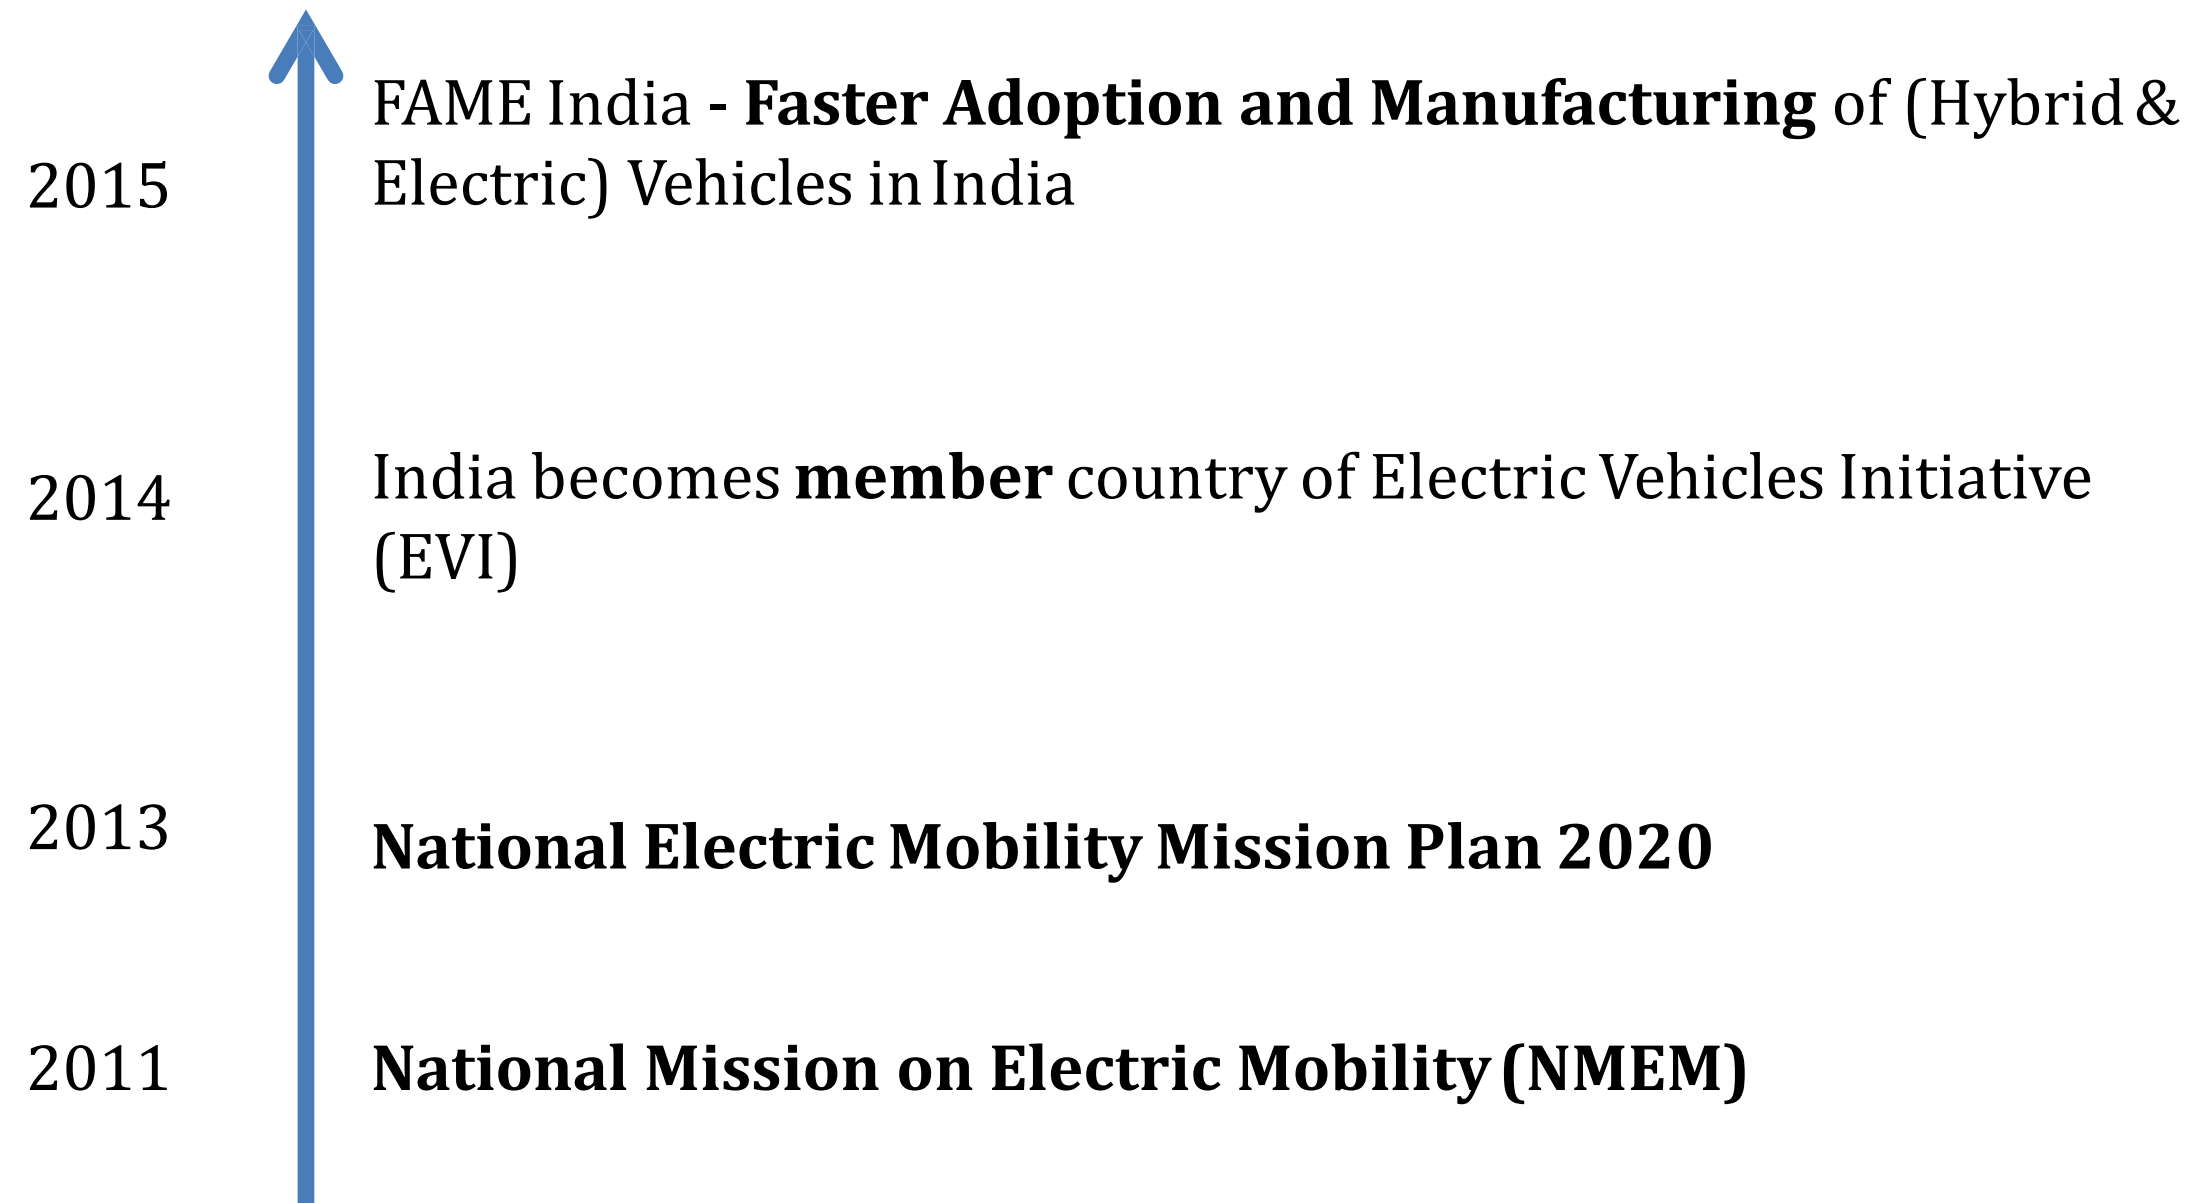 FAME India - Faster Adoption and Manufacturing of (Hybrid &
2015
Electric) Vehicles in India
2014
India becomes member country of Electric Vehicles Initiative
(EVI)
2013
National Electric Mobility Mission Plan 2020
2011
National Mission on Electric Mobility (NMEM)